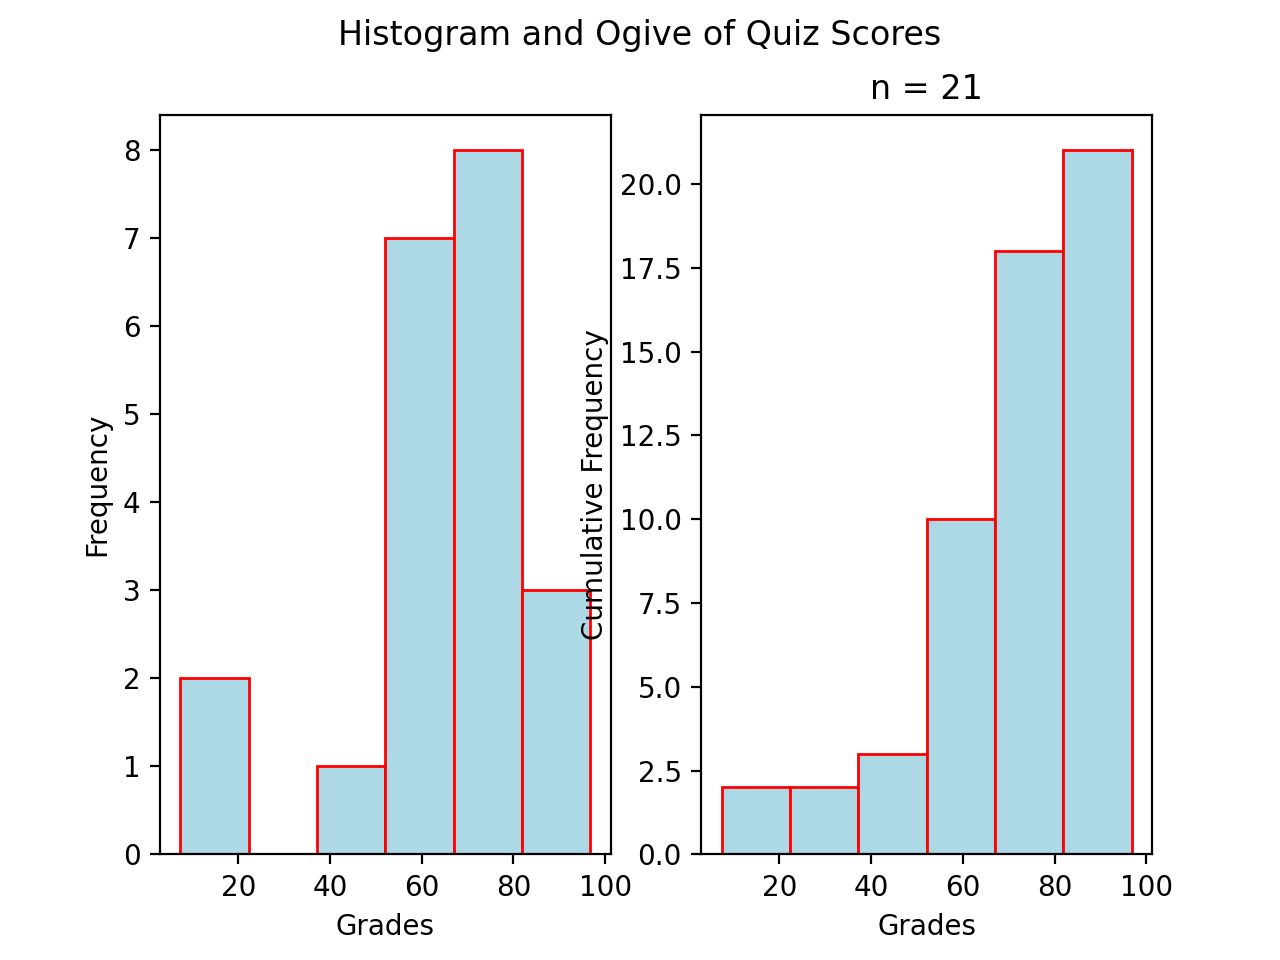 Histogram and Ogive of Quiz Scores
8
7
6
5
4
3
2
1
0
Frequency
20 40 60 80 100
Grades
n = 21
20.0
17.5
15.0
12.5
10.0
7.5
5.0
2.5
0.0
Cumulative Frequency
20 40 60 80 100
Grades